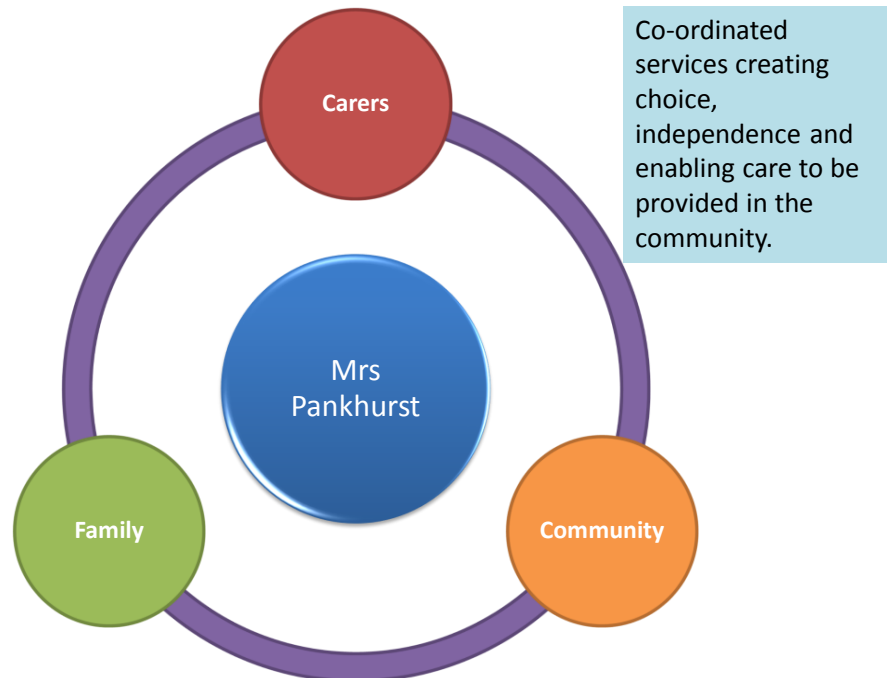 Carers
Co-ordinated
services creating
choice,
independence and
enabling care to be
provided in the
community.
Mrs
Pankhurst
Family
Community